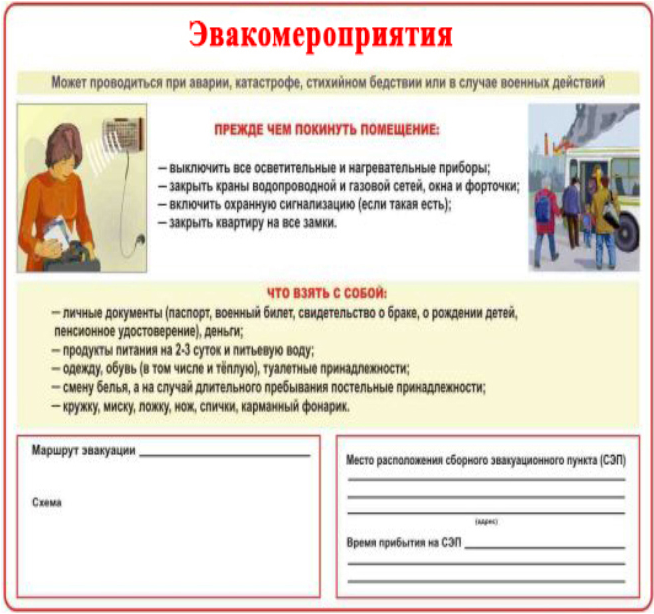 Эвакомероприятия
Может проводиться при аварии, катастрофе, стихийном бедствии или в случае военных действий
ПРЕЖДЕ ЧЕМ ПОКИНУТЬ ПОМЕЩЕНИЕ:
— выключить все осветительные и нагревательные приборы;
— закрыть краны водопроводной и газовой сетей, окна и форточки;
— включить охранную сигнализацию (если такая есть);
— закрыть квартиру на все замки.
ЧТО ВЗЯТЬ С СОБОЙ:
— личные документы (паспорт, военный билет, свидетельство о браке, о рождении детей,
пенсионное удостоверение), деньги;
— продукты питания на 2-3 суток и питьевую воду;
— одежду, обувь (в том числе и тёплую), туалетные принадлежности;
— смену белья, а на случай длительного пребывания постельные принадлежности;
— кружку, миску, ложку, нож, спички, карманный фонарик.
Маршрут эвакуации
Схема
Место расположения сборного эвакуационного пункта (СЭП)
(адрес)
Время прибытия на СЭП